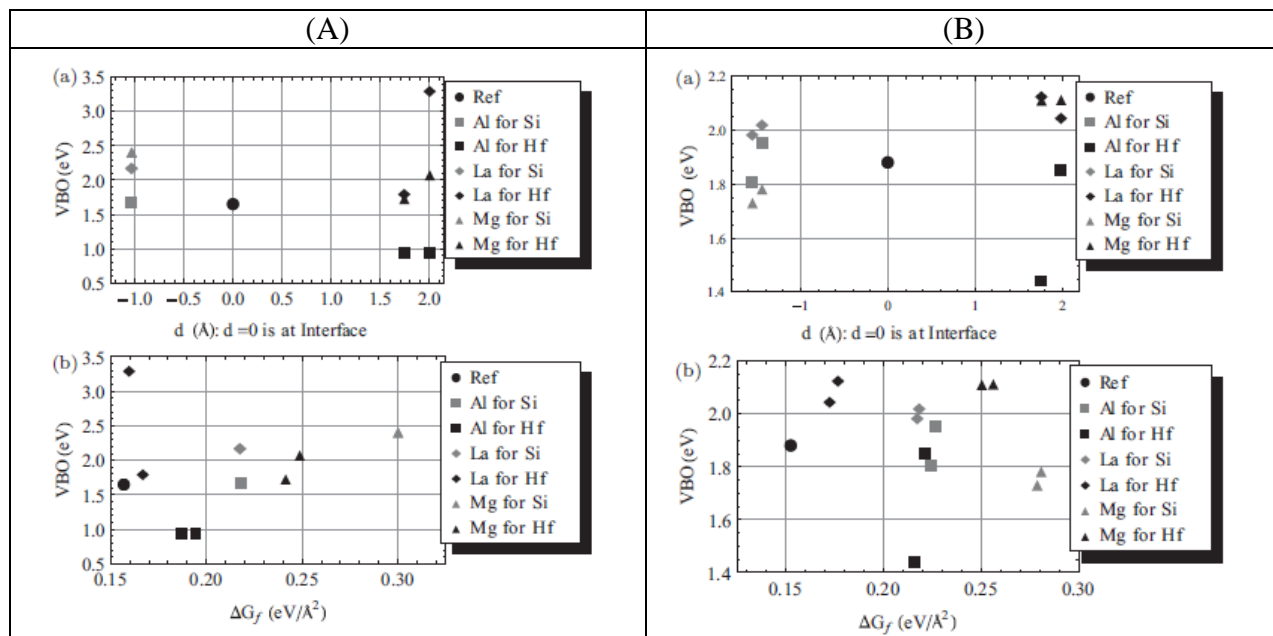 (A)
(B)
(a)
3.5
3.0
2.5
2.0
1.5
1.0
0.5
VBO (eV)
−1.0 −0.5 0.0 0.5 1.0 1.5 2.0
d (Å): d =0 is at Interface
Ref
Al for Si
Al for Hf
La for Si
La for Hf
Mg for Si
Mg for Hf
(b)
3.5
3.0
2.5
2.0
1.5
1.0
0.5
VBO (eV)
0.15 0.20 0.25 0.30
ΔG_f (eV/Å²)
Ref
Al for Si
Al for Hf
La for Si
La for Hf
Mg for Si
Mg for Hf
(a)
2.2
2.0
1.8
1.6
1.4
VBO (eV)
−1 0 1 2
d (Å): d =0 is at Interface
Ref
Al for Si
Al for Hf
La for Si
La for Hf
Mg for Si
Mg for Hf
(b)
2.2
2.0
1.8
1.6
1.4
VBO (eV)
0.15 0.20 0.25 0.30
ΔG_f (eV/Å²)
Ref
Al for Si
Al for Hf
La for Si
La for Hf
Mg for Si
Mg for Hf